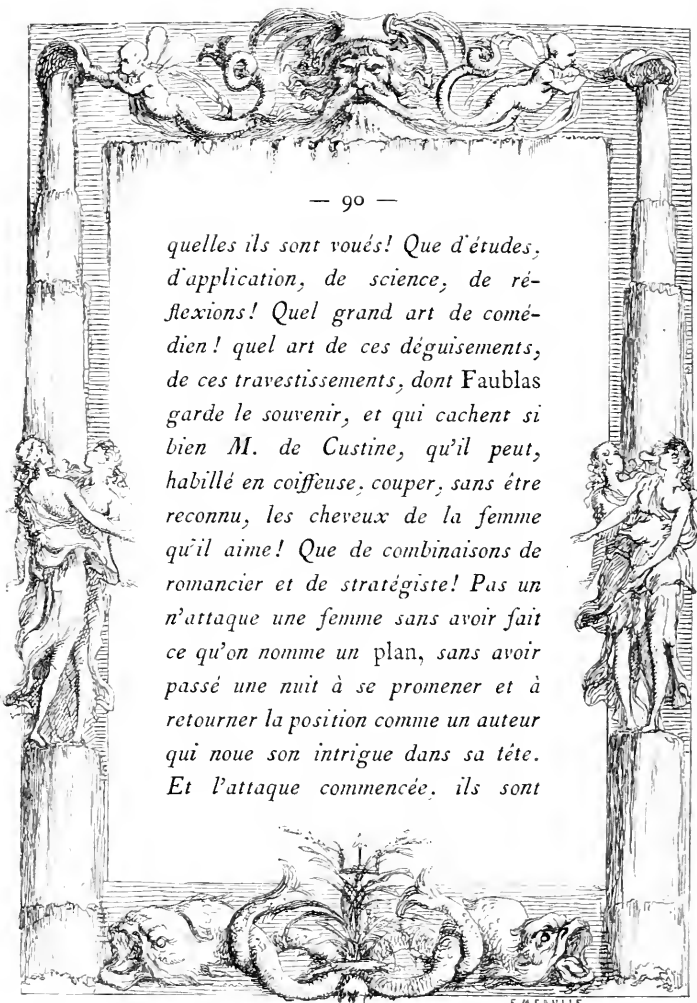 — 90 —
quelles ils sont voués! Que d'études,
d'application, de science, de ré-
flexions! Quel grand art de comé-
dien! quel art de ces déguisements,
de ces travestissements, dont Faublas
garde le souvenir, et qui cachent si
bien M. de Custine, qu'il peut,
habillé en coiffeuse, couper, sans être
reconnu, les cheveux de la femme
qu'il aime! Que de combinaisons de
romancier et de stratégiste! Pas un
n'attaque une femme sans avoir fait
ce qu'on nomme un plan, sans avoir
passé une nuit à se promener et à
retourner la position comme un auteur
qui noue son intrigue dans sa tête.
Et l'attaque commencée, ils sont